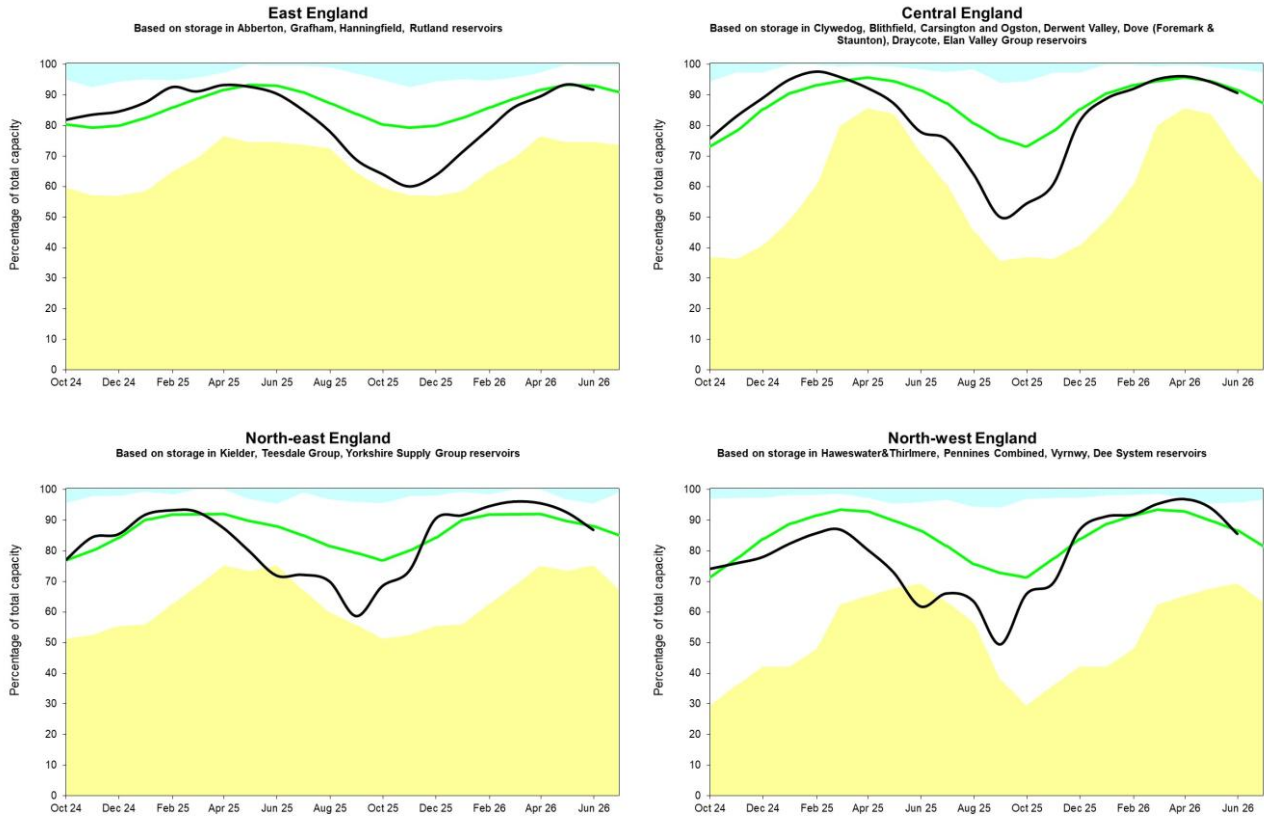 East England
Based on storage in Abberton, Grafham, Hanningfield, Rutland reservoirs
Percentage of total capacity
100
90
80
70
60
50
40
30
20
10
0
Oct 24 Dec 24 Feb 25 Apr 25 Jun 25 Aug 25 Oct 25 Dec 25 Feb 26 Apr 26 Jun 26
Central England
Based on storage in Clywedog, Blithfield, Carsington and Ogston, Derwent Valley, Dove (Foremark &
Staunton), Draycote, Elan Valley Group reservoirs
Percentage of total capacity
100
90
80
70
60
50
40
30
20
10
0
Oct 24 Dec 24 Feb 25 Apr 25 Jun 25 Aug 25 Oct 25 Dec 25 Feb 26 Apr 26 Jun 26
North-east England
Based on storage in Kielder, Teesdale Group, Yorkshire Supply Group reservoirs
Percentage of total capacity
100
90
80
70
60
50
40
30
20
10
0
Oct 24 Dec 24 Feb 25 Apr 25 Jun 25 Aug 25 Oct 25 Dec 25 Feb 26 Apr 26 Jun 26
North-west England
Based on storage in Haweswater&Thirlmere, Pennines Combined, Vyrnwy, Dee System reservoirs
Percentage of total capacity
100
90
80
70
60
50
40
30
20
10
0
Oct 24 Dec 24 Feb 25 Apr 25 Jun 25 Aug 25 Oct 25 Dec 25 Feb 26 Apr 26 Jun 26